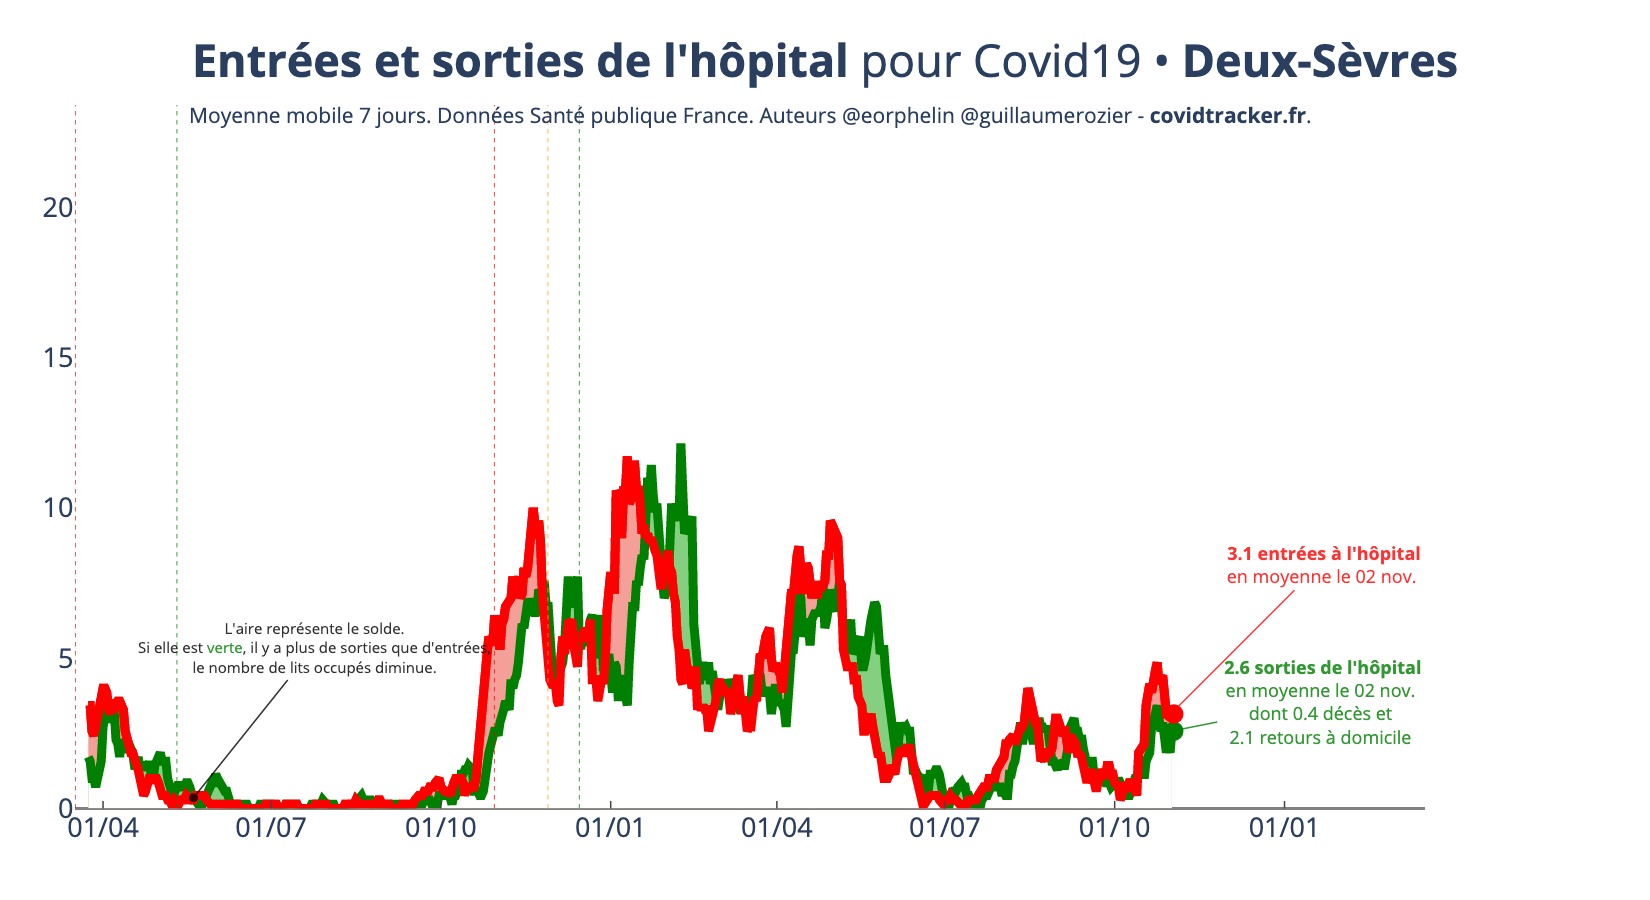 Entrées et sorties de l'hôpital pour Covid19 • Deux-Sèvres
Moyenne mobile 7 jours. Données Santé publique France. Auteurs @eorphelin @guillaumerozier - covidtracker.fr.
20
15
10
5
0
L'aire représente le solde.
Si elle est verte, il y a plus de sorties que d'entrées,
le nombre de lits occupés diminue.
3.1 entrées à l'hôpital
en moyenne le 02 nov.
2.6 sorties de l'hôpital
en moyenne le 02 nov.
dont 0.4 décès et
2.1 retours à domicile
01/04 01/07 01/10 01/01 01/04 01/07 01/10 01/01